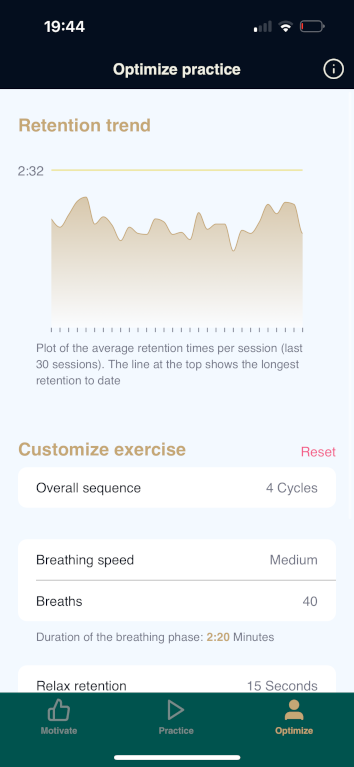 19:44
Optimize practice
Retention trend
2:32
Plot of the average retention times per session (last
30 sessions). The line at the top shows the longest
retention to date
Customize exercise
Reset
Overall sequence 4 Cycles
Breathing speed Medium
Breaths 40
Duration of the breathing phase: 2:20 Minutes
Relax retention 15 Seconds
Motivate Practice Optimize